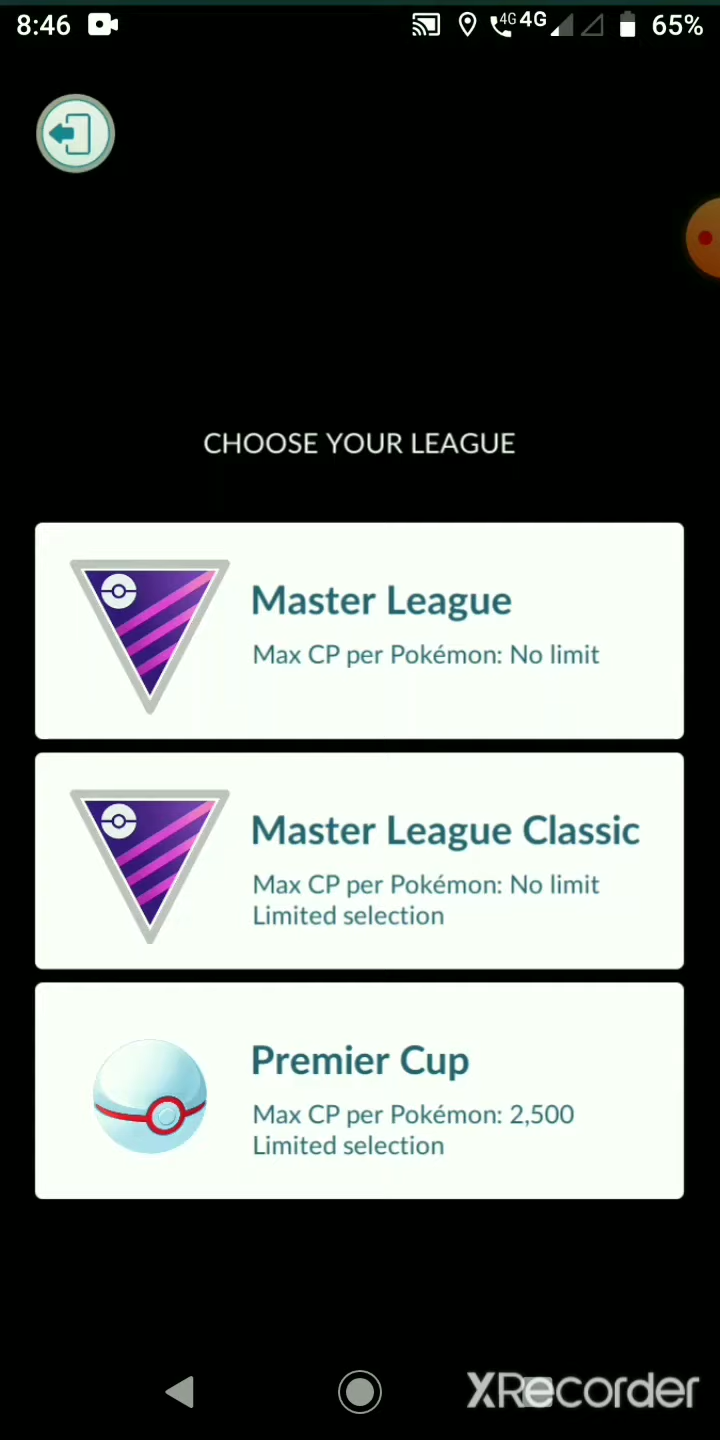 8:46 4G 4G 65%
CHOOSE YOUR LEAGUE
Master League
Max CP per Pokémon: No limit
Master League Classic
Max CP per Pokémon: No limit
Limited selection
Premier Cup
Max CP per Pokémon: 2,500
Limited selection
XRecorder